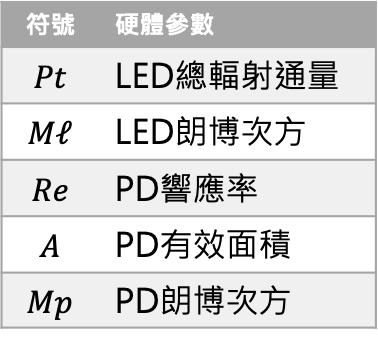 符號 硬體參數
Pt LED總輻射通量
Mℓ LED朗博次方
Re PD響應率
A PD有效面積
Mp PD朗博次方